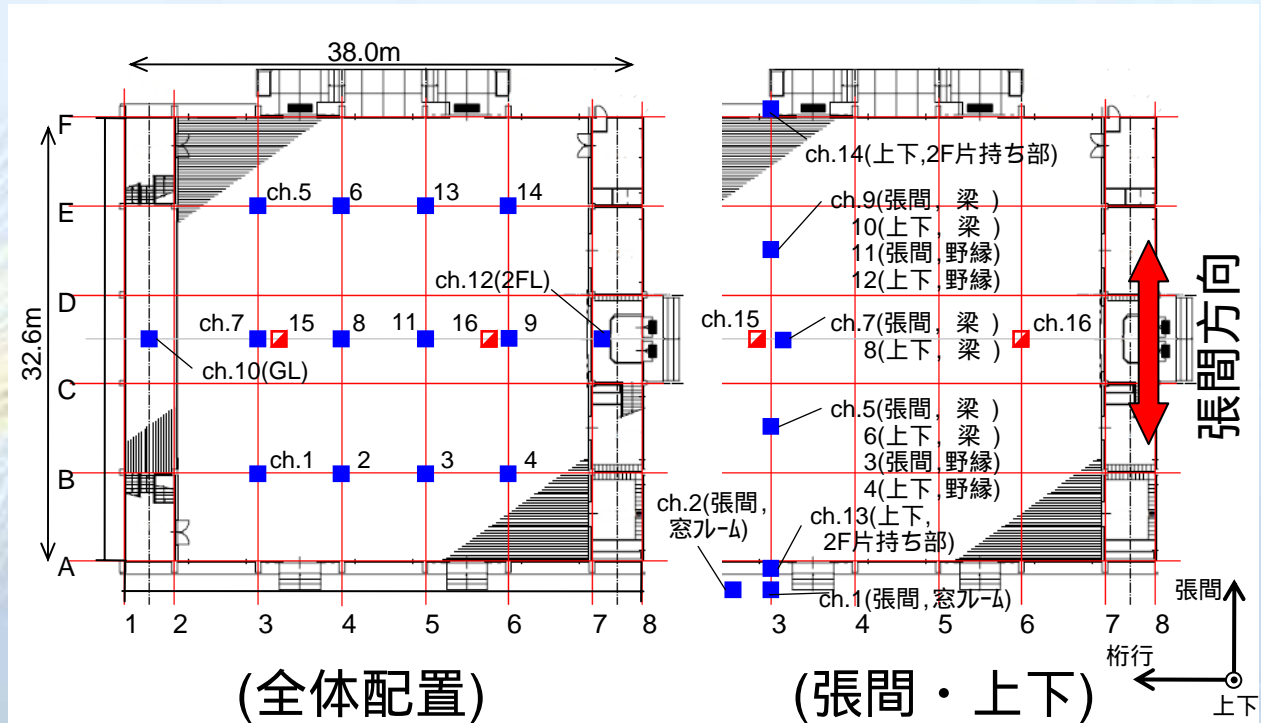 38.0m
32.6m
F
E
D
C
B
A
ch.5
6
13
14
ch.12(2FL)
ch.7
15
8
11
16
9
ch.10(GL)
ch.1
2
3
4
1
2
3
4
5
6
7
8
(全体配置)
ch.14(上下,2F片持ち部)
ch.9(張間, 梁 )
10(上下, 梁 )
11(張間,野縁)
12(上下,野縁)
ch.15
ch.7(張間, 梁 )
8(上下, 梁 )
ch.16
張間方向
ch.5(張間, 梁 )
6(上下, 梁 )
3(張間,野縁)
4(上下,野縁)
ch.2(張間,
窓フレーム)
ch.13(上下,
2F片持ち部)
ch.1(張間,窓フレーム)
3
4
5
6
7
8
張間
桁行
上下
(張間・上下)